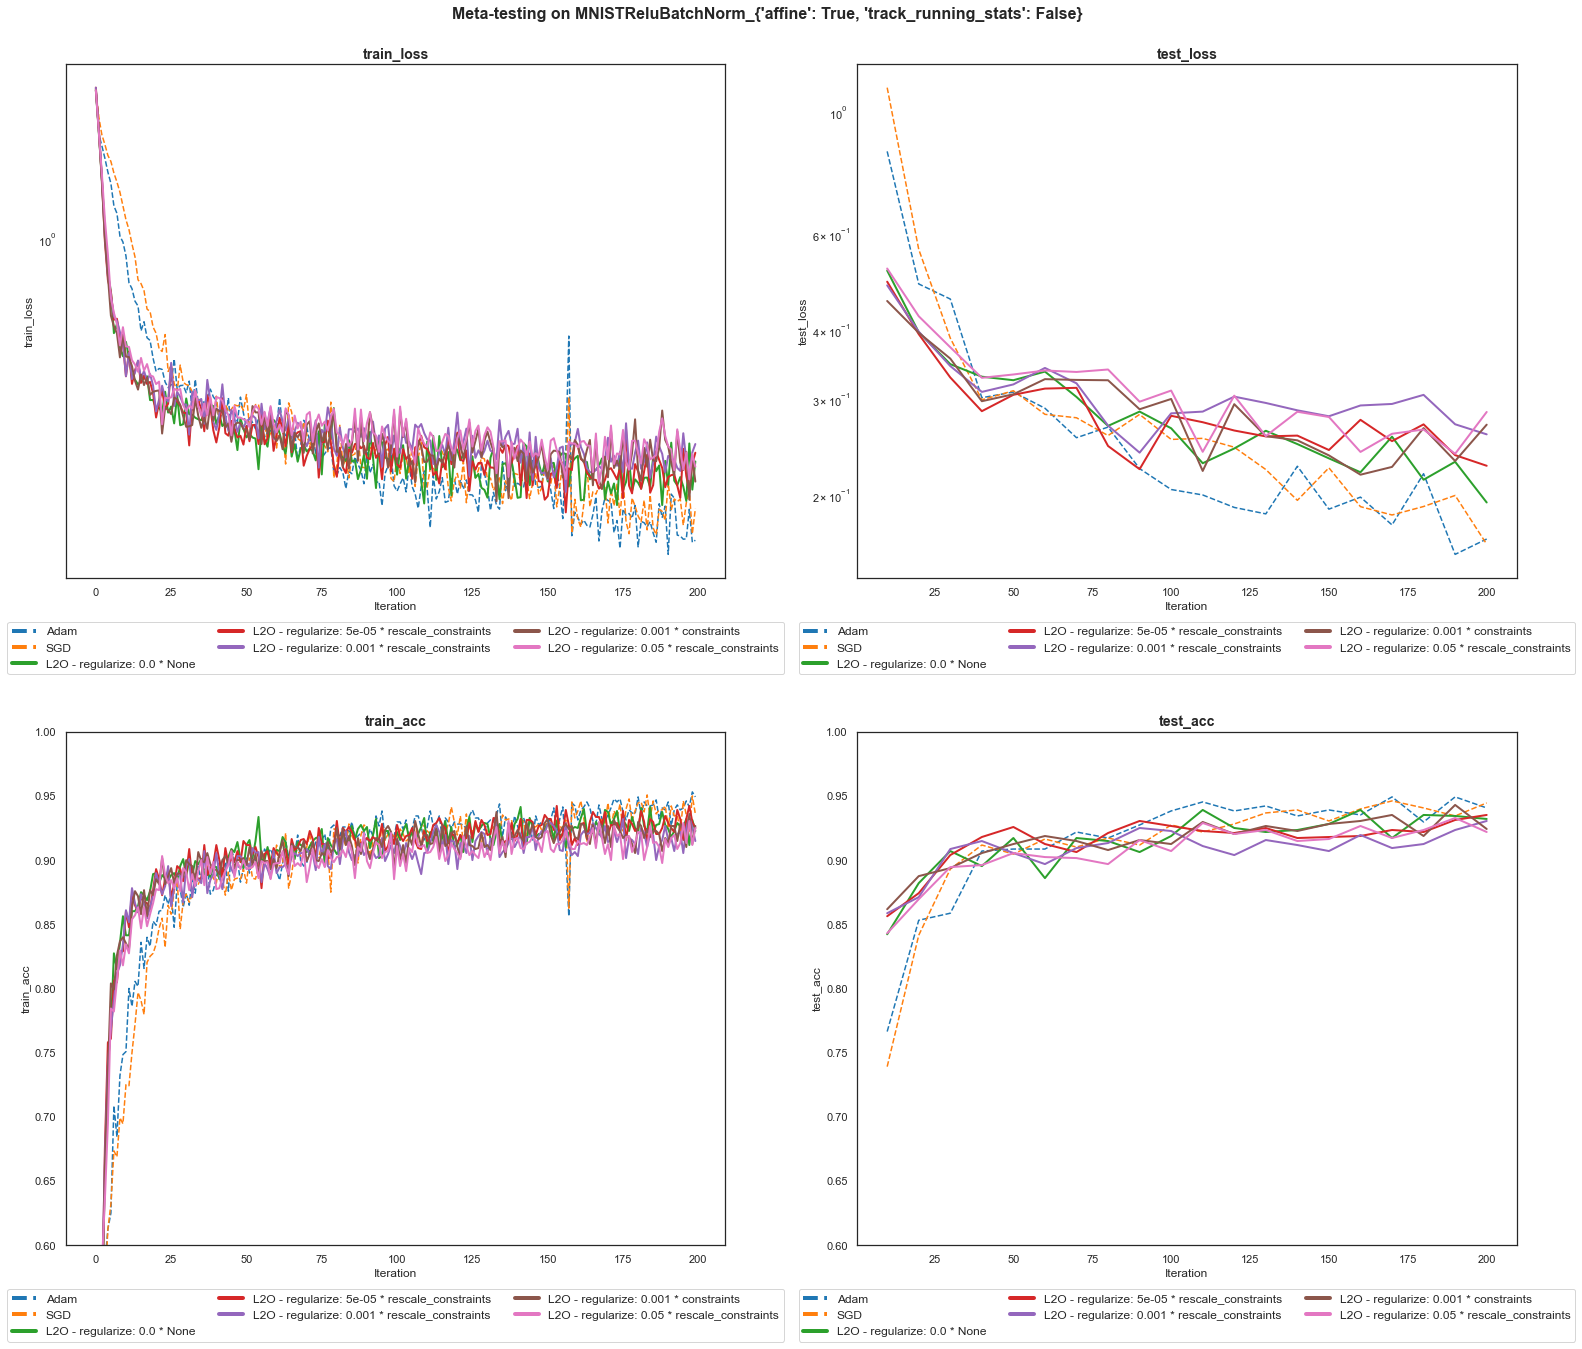 Meta-testing on MNISTReluBatchNorm_{'affine': True, 'track_running_stats': False}
train_loss
10⁰
train_loss
0 25 50 75 100 125 150 175 200
Iteration
Adam
SGD
L2O - regularize: 0.0 * None
L2O - regularize: 5e-05 * rescale_constraints
L2O - regularize: 0.001 * rescale_constraints
L2O - regularize: 0.001 * constraints
L2O - regularize: 0.05 * rescale_constraints
test_loss
10⁰
6 × 10⁻¹
4 × 10⁻¹
3 × 10⁻¹
2 × 10⁻¹
test_loss
25 50 75 100 125 150 175 200
Iteration
Adam
SGD
L2O - regularize: 0.0 * None
L2O - regularize: 5e-05 * rescale_constraints
L2O - regularize: 0.001 * rescale_constraints
L2O - regularize: 0.001 * constraints
L2O - regularize: 0.05 * rescale_constraints
train_acc
1.00
0.95
0.90
0.85
0.80
0.75
0.70
0.65
0.60
train_acc
0 25 50 75 100 125 150 175 200
Iteration
Adam
SGD
L2O - regularize: 0.0 * None
L2O - regularize: 5e-05 * rescale_constraints
L2O - regularize: 0.001 * rescale_constraints
L2O - regularize: 0.001 * constraints
L2O - regularize: 0.05 * rescale_constraints
test_acc
1.00
0.95
0.90
0.85
0.80
0.75
0.70
0.65
0.60
test_acc
25 50 75 100 125 150 175 200
Iteration
Adam
SGD
L2O - regularize: 0.0 * None
L2O - regularize: 5e-05 * rescale_constraints
L2O - regularize: 0.001 * rescale_constraints
L2O - regularize: 0.001 * constraints
L2O - regularize: 0.05 * rescale_constraints